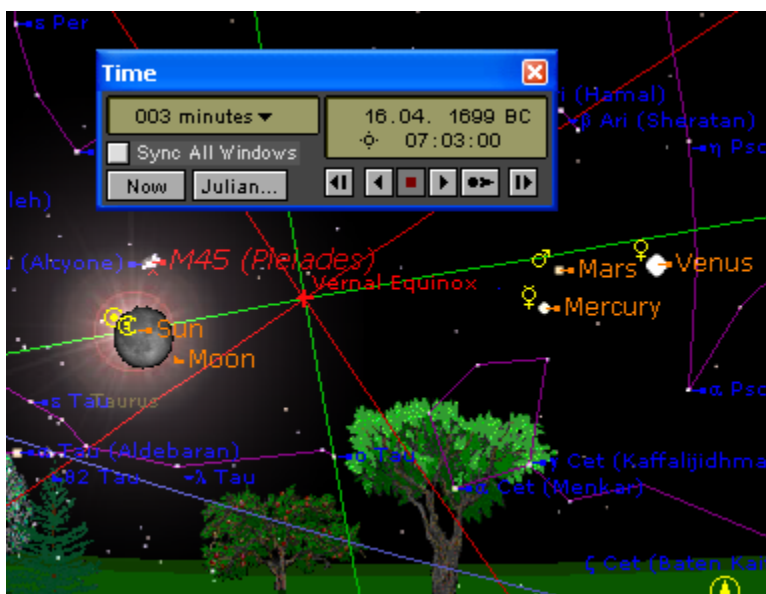 s Per
Time
003 minutes
16.04. 1699 BC
07:03:00
Sync All Windows
Now
Julian...
ri (Hamal)
β Ari (Sheratan)
η Psc
leh)
(Alcyone)
M45 (Pleiades)
Vernal Equinox
Mars
Venus
Mercury
Sun
Moon
α Psc
s Tau
Taurus
Tau (Aldebaran)
ο Tau
82 Tau
λ Tau
γ Cet (Kaffalijidhma
α Cet (Menkar)
ζ Cet (Baten Kai